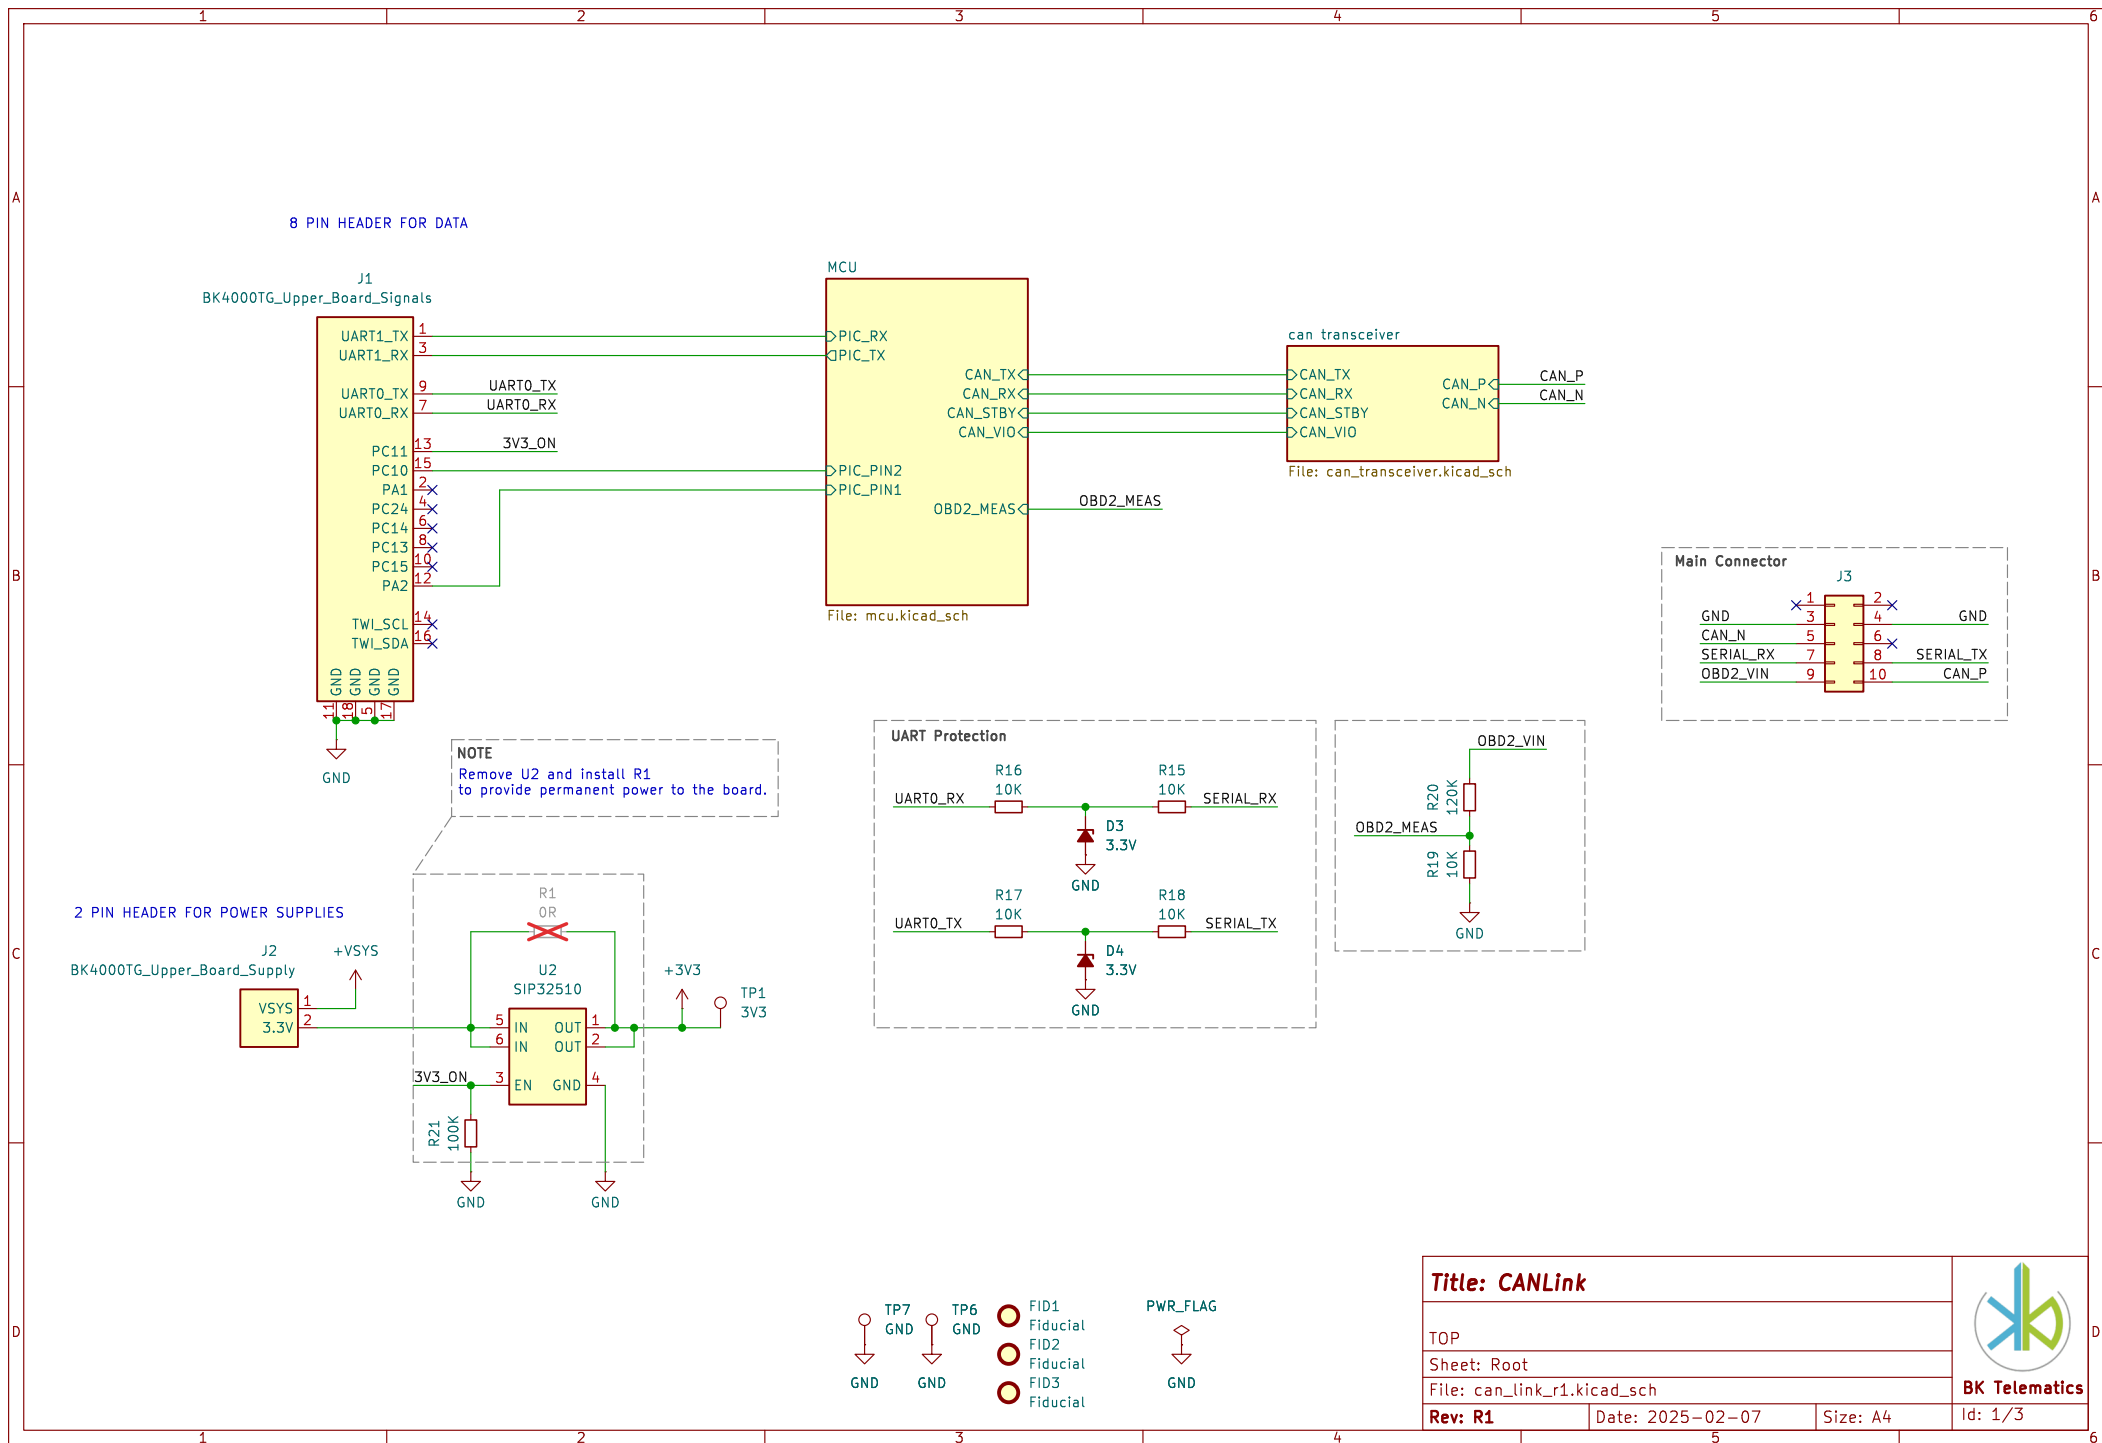 1 2 3 4 5 6
A
8 PIN HEADER FOR DATA
J1
BK4000TG_Upper_Board_Signals
UART1_TX 1
UART1_RX 3
UART0_TX 9 UART0_TX
UART0_RX 7 UART0_RX
PC11 13 3V3_ON
PC10 15
PA1 2
PC24 4
PC14 6
PC13 8
PC15 10
PA2 12
TWI_SCL 14
TWI_SDA 16
GND GND GND GND
11 18 5 17
GND
MCU
PIC_RX
PIC_TX
CAN_TX
CAN_RX
CAN_STBY
CAN_VIO
PIC_PIN2
PIC_PIN1
OBD2_MEAS
File: mcu.kicad_sch
OBD2_MEAS
can transceiver
CAN_TX
CAN_RX
CAN_STBY
CAN_VIO
CAN_P
CAN_N
File: can_transceiver.kicad_sch
CAN_P
CAN_N
A
B
B
Main Connector
J3
1 2
GND 3 4 GND
CAN_N 5 6
SERIAL_RX 7 8 SERIAL_TX
OBD2_VIN 9 10 CAN_P
NOTE
Remove U2 and install R1
to provide permanent power to the board.
UART Protection
R16
10K
R15
10K
UART0_RX
SERIAL_RX
D3
3.3V
GND
R17
10K
R18
10K
UART0_TX
SERIAL_TX
D4
3.3V
GND
OBD2_VIN
R20
120K
OBD2_MEAS
R19
10K
GND
C
C
2 PIN HEADER FOR POWER SUPPLIES
J2
BK4000TG_Upper_Board_Supply
VSYS 1
3.3V 2
+VSYS
R1
0R
U2
SIP32510
5 IN OUT 1
6 IN OUT 2
3 EN GND 4
3V3_ON
R21
100K
GND
GND
+3V3
TP1
3V3
D
D
TP7
GND
GND
TP6
GND
GND
FID1
Fiducial
FID2
Fiducial
FID3
Fiducial
PWR_FLAG
GND
Title: CANLink
TOP
Sheet: Root
File: can_link_r1.kicad_sch
Rev: R1
Date: 2025-02-07
Size: A4
BK Telematics
Id: 1/3
1 2 3 4 5 6